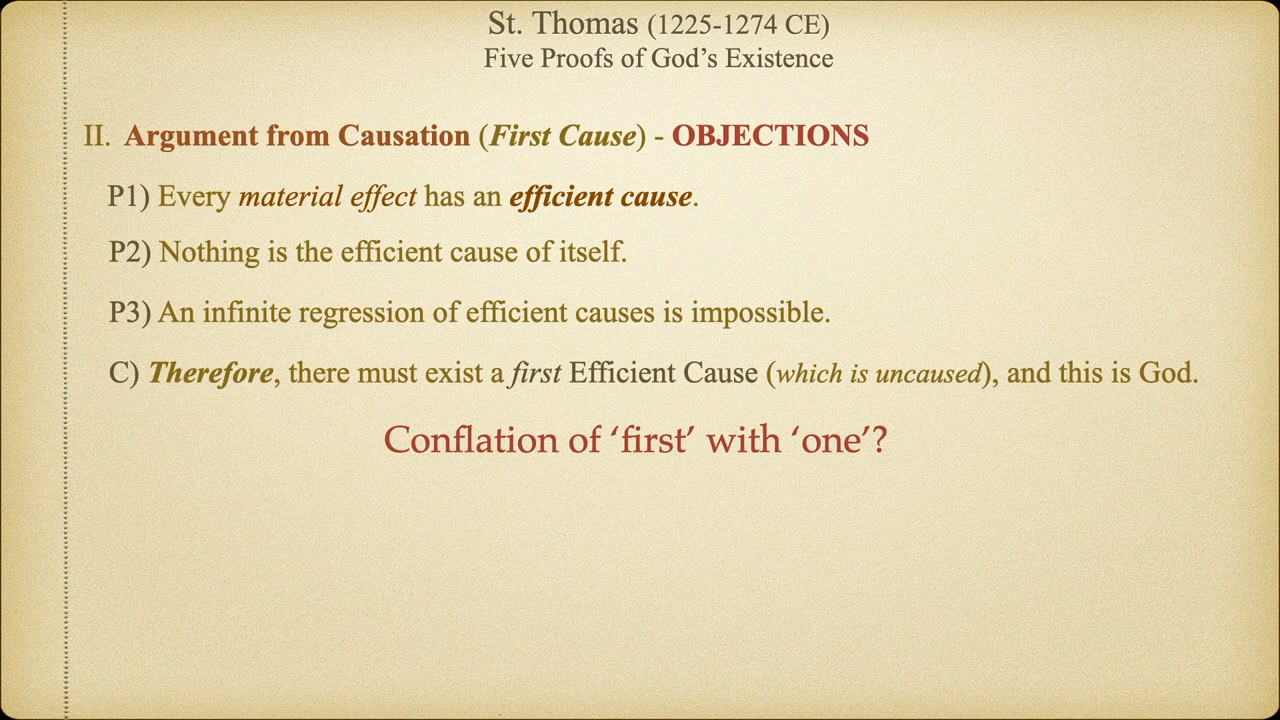 St. Thomas (1225-1274 CE)
Five Proofs of God’s Existence
II. Argument from Causation (First Cause) - OBJECTIONS
P1) Every material effect has an efficient cause.
P2) Nothing is the efficient cause of itself.
P3) An infinite regression of efficient causes is impossible.
C) Therefore, there must exist a first Efficient Cause (which is uncaused), and this is God.
Conflation of ‘first’ with ‘one’?